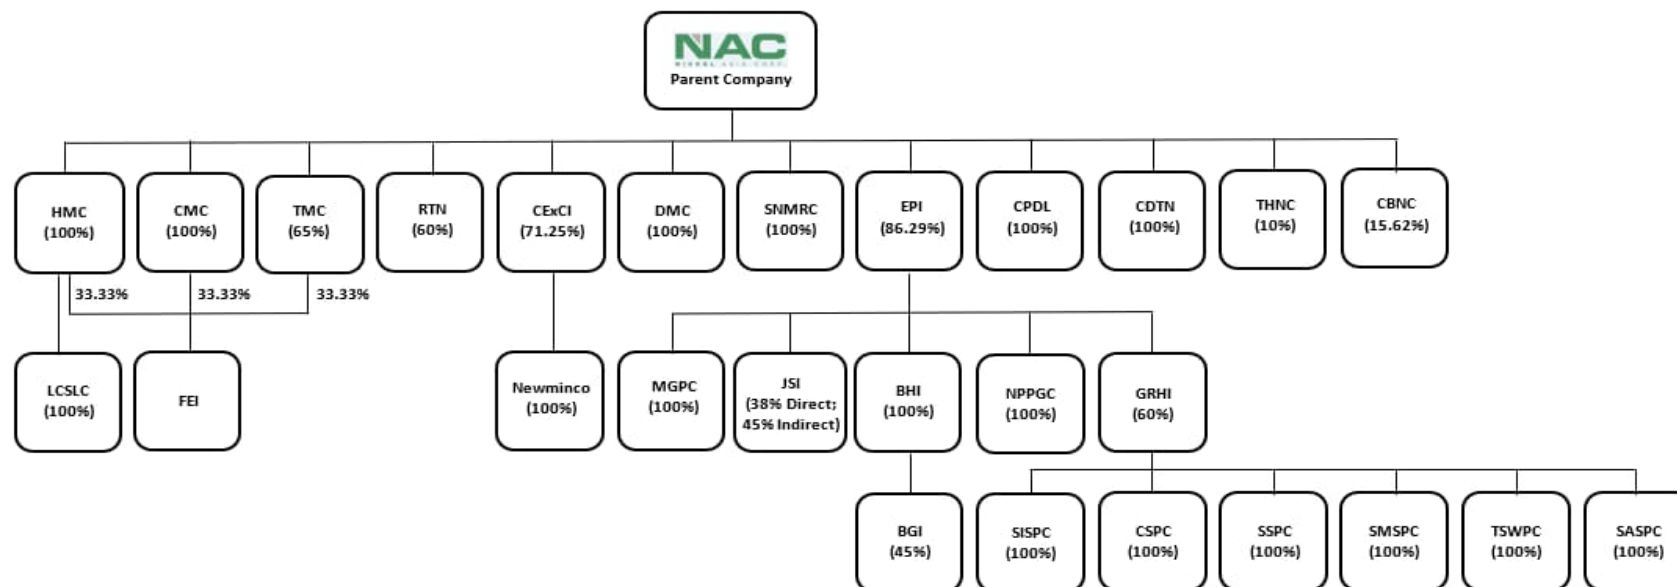 NAC
NICKEL ASIA CORP.
Parent Company
HMC
(100%)
CMC
(100%)
TMC
(65%)
RTN
(60%)
CExCI
(71.25%)
DMC
(100%)
SNMRC
(100%)
EPI
(86.29%)
CPDL
(100%)
CDTN
(100%)
THNC
(10%)
CBNC
(15.62%)
33.33%
33.33%
33.33%
LCSLC
(100%)
FEI
Newminco
(100%)
MGPC
(100%)
JSI
(38% Direct;
45% Indirect)
BHI
(100%)
NPPGC
(100%)
GRHI
(60%)
BGI
(45%)
SISPC
(100%)
CSPC
(100%)
SSPC
(100%)
SMSPC
(100%)
TSWPC
(100%)
SASPC
(100%)